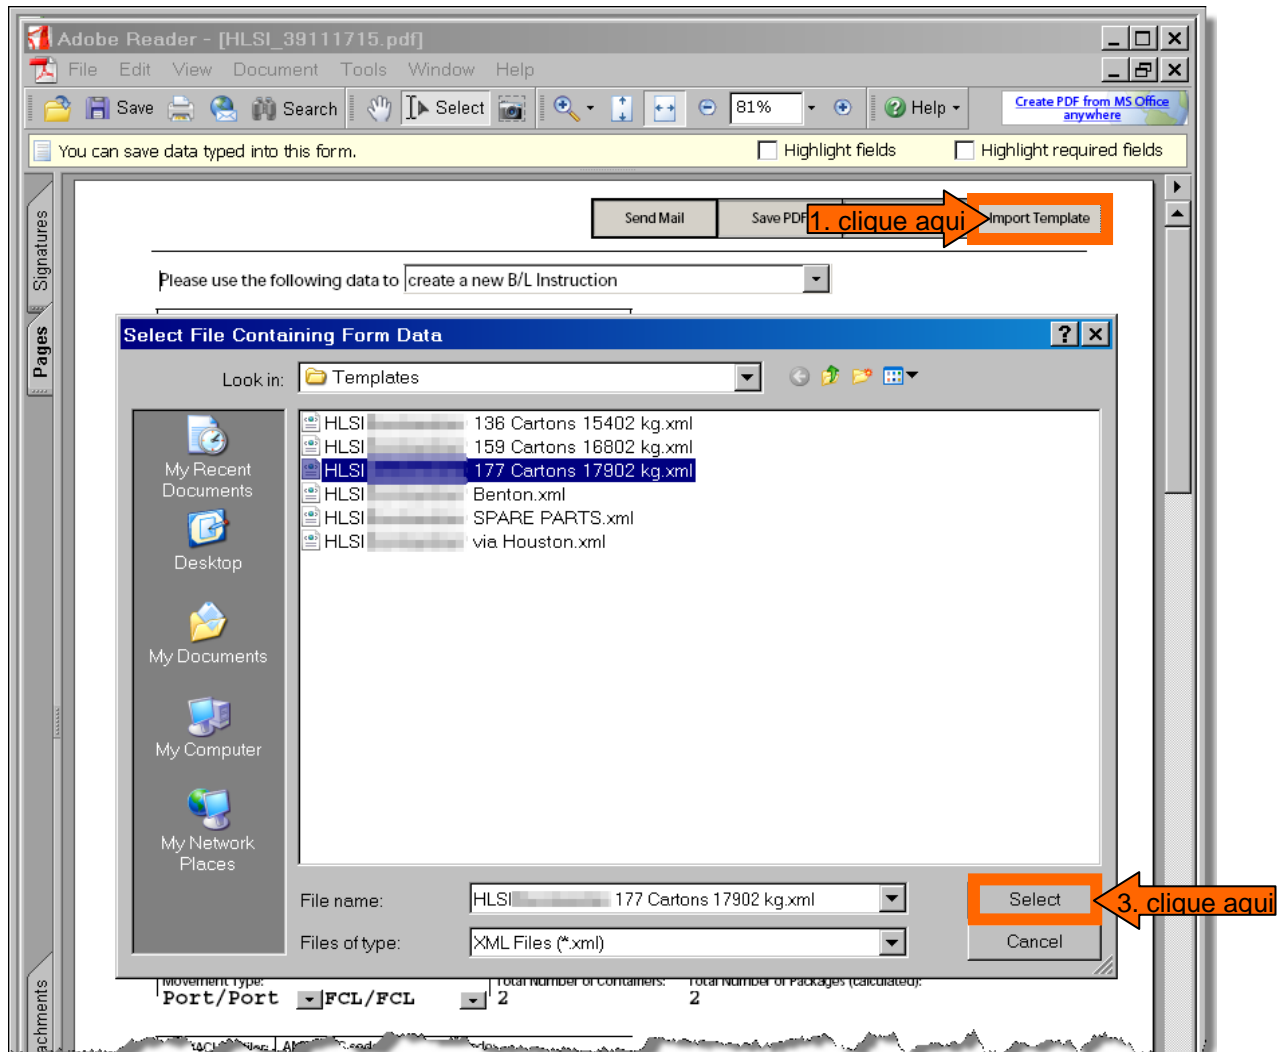 Adobe Reader - [HLSI_39111715.pdf]
File Edit View Document Tools Window Help
Save Search Select 81% Help Create PDF from MS Office anywhere
You can save data typed into this form. Highlight fields Highlight required fields
Signatures
Pages
Send Mail Save PDF 1. clique aqui Import Template
Please use the following data to create a new B/L Instruction
Select File Containing Form Data
Look in: Templates
My Recent Documents
Desktop
My Documents
My Computer
My Network Places
HLSI 136 Cartons 15402 kg.xml
HLSI 159 Cartons 16802 kg.xml
HLSI 177 Cartons 17902 kg.xml
HLSI Benton.xml
HLSI SPARE PARTS.xml
HLSI via Houston.xml
File name: HLSI 177 Cartons 17902 kg.xml Select 3. clique aqui
Files of type: XML Files (*.xml) Cancel
Movement Type: Total Number of Containers: Total Number of Packages (calculated):
Port/Port FCL/FCL 2 2